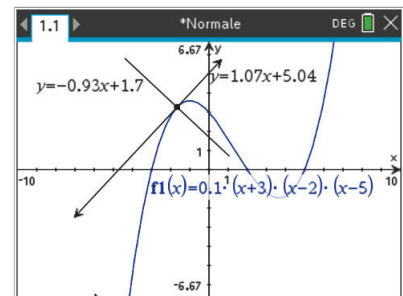 1.1 *Normale DEG
6.67 y
y=-0.93x+1.7 y=1.07x+5.04
1
x
-10 1 10
f1(x)=0.1·(x+3)·(x-2)·(x-5)
-6.67